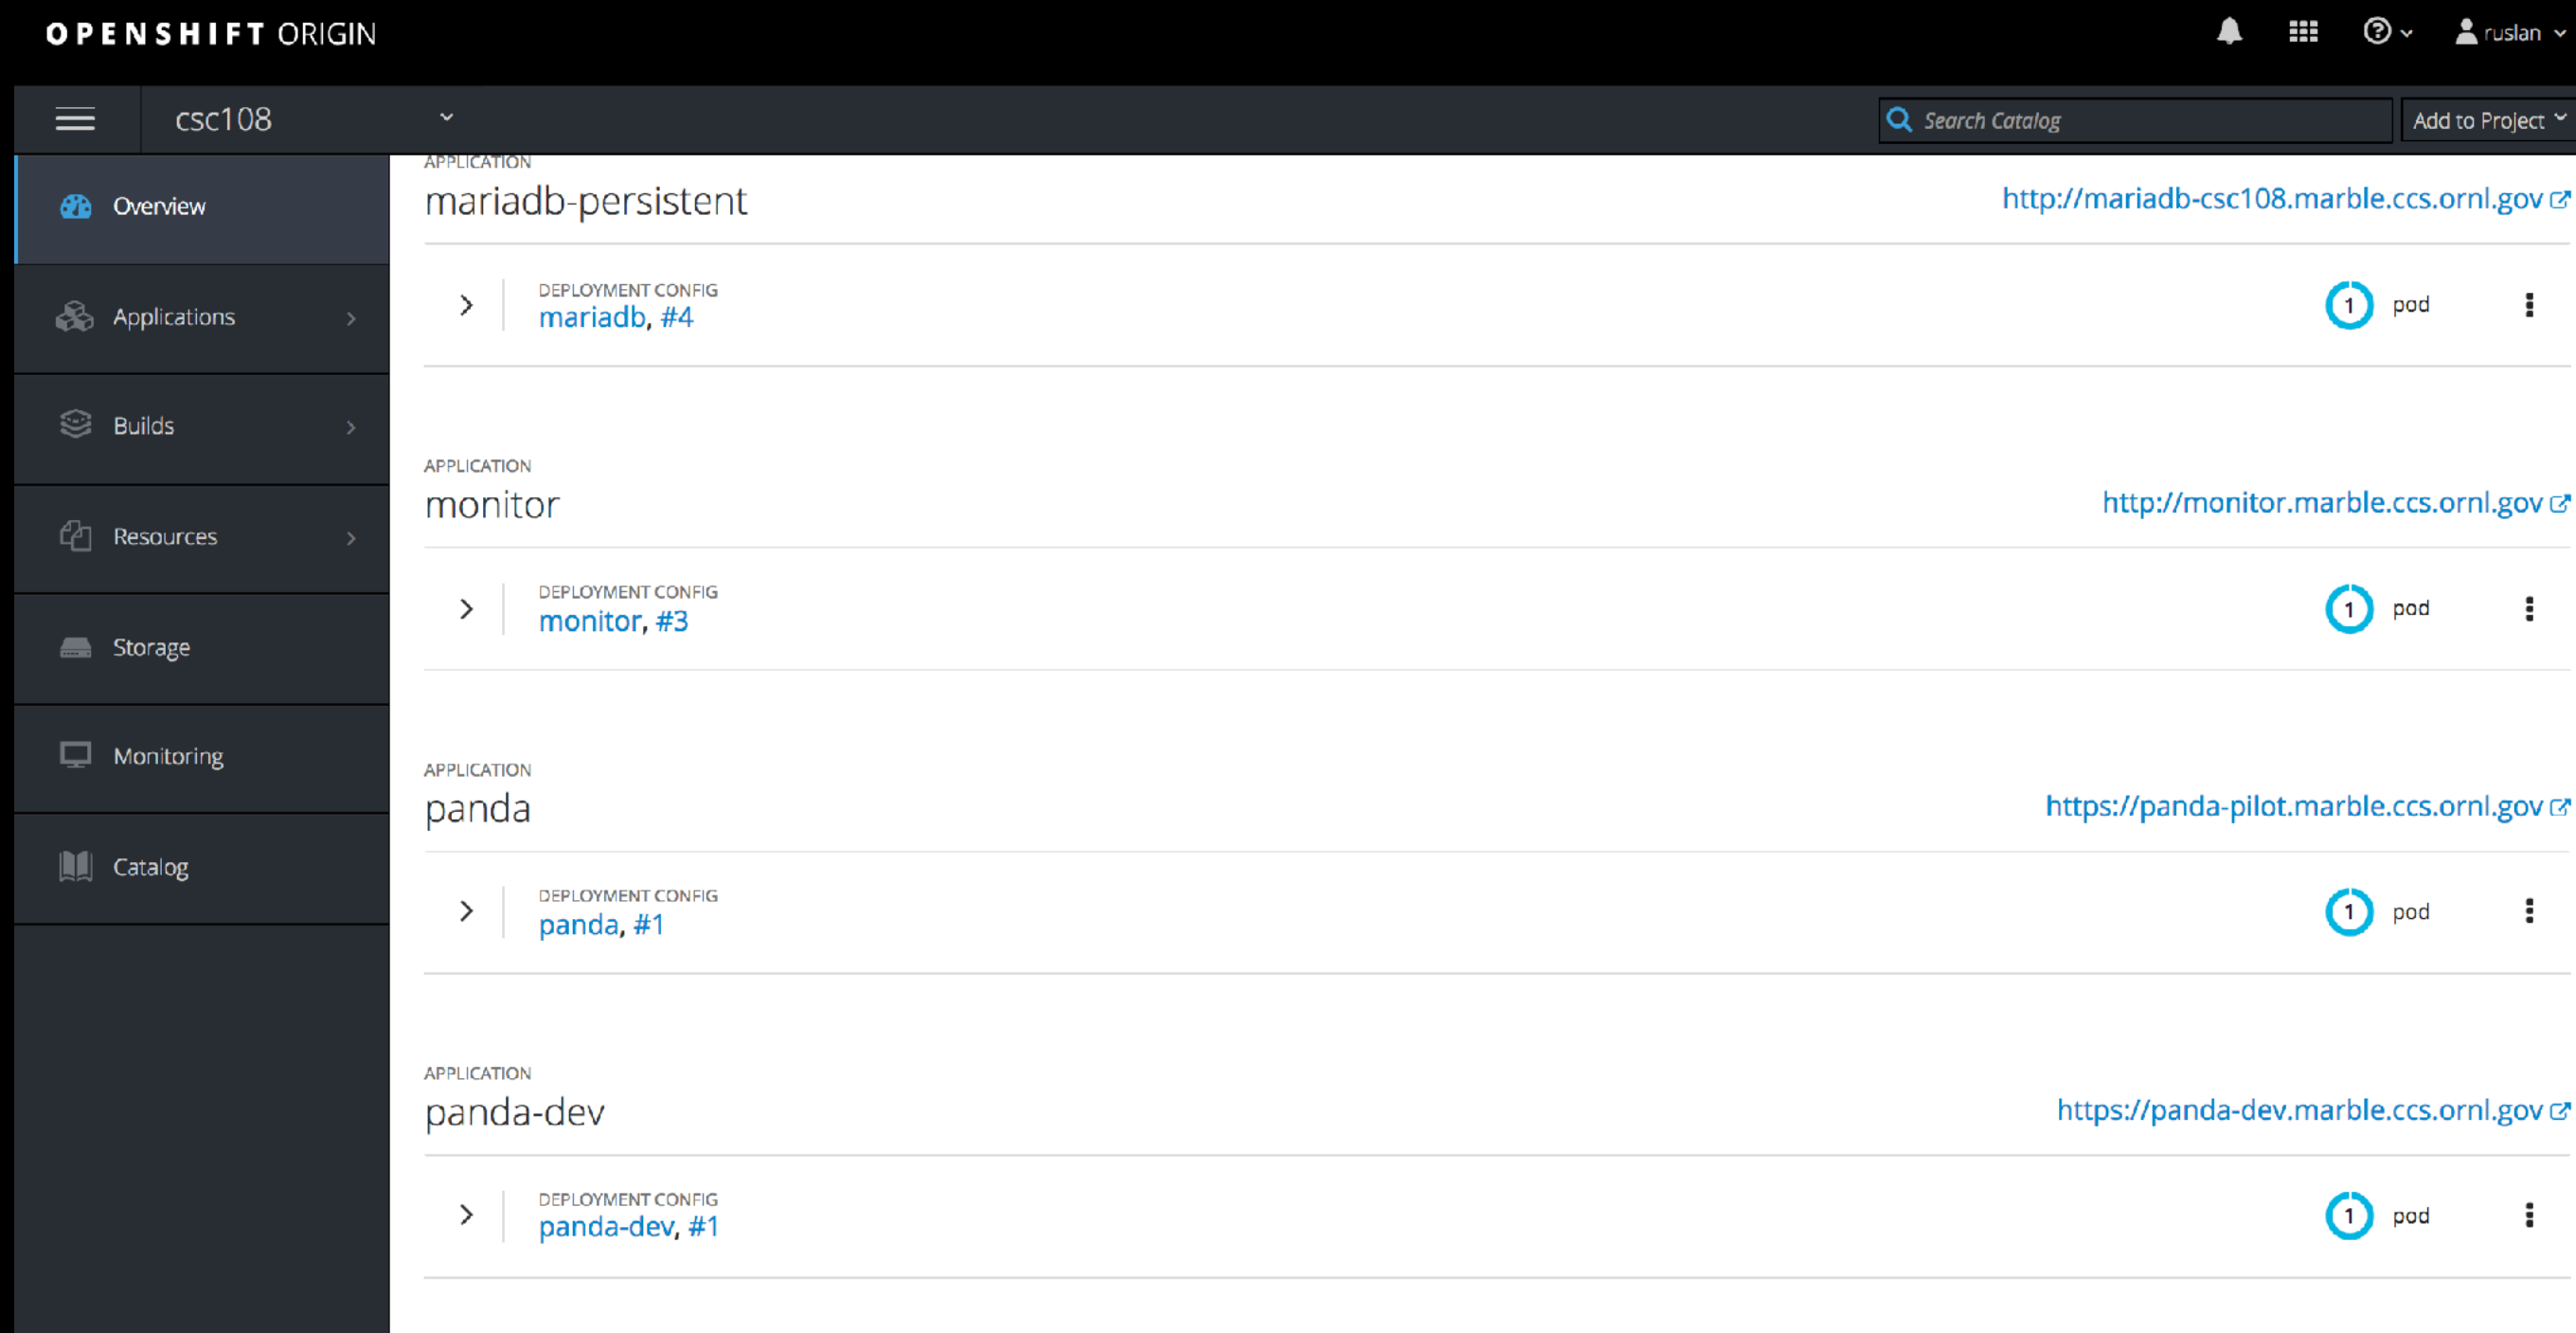 OPENSHIFT ORIGIN
ruslan
csc108
Search Catalog
Add to Project
Overview
Applications
Builds
Resources
Storage
Monitoring
Catalog
APPLICATION
mariadb-persistent
http://mariadb-csc108.marble.ccs.ornl.gov
DEPLOYMENT CONFIG
mariadb, #4
1 pod
APPLICATION
monitor
http://monitor.marble.ccs.ornl.gov
DEPLOYMENT CONFIG
monitor, #3
1 pod
APPLICATION
panda
https://panda-pilot.marble.ccs.ornl.gov
DEPLOYMENT CONFIG
panda, #1
1 pod
APPLICATION
panda-dev
https://panda-dev.marble.ccs.ornl.gov
DEPLOYMENT CONFIG
panda-dev, #1
1 pod